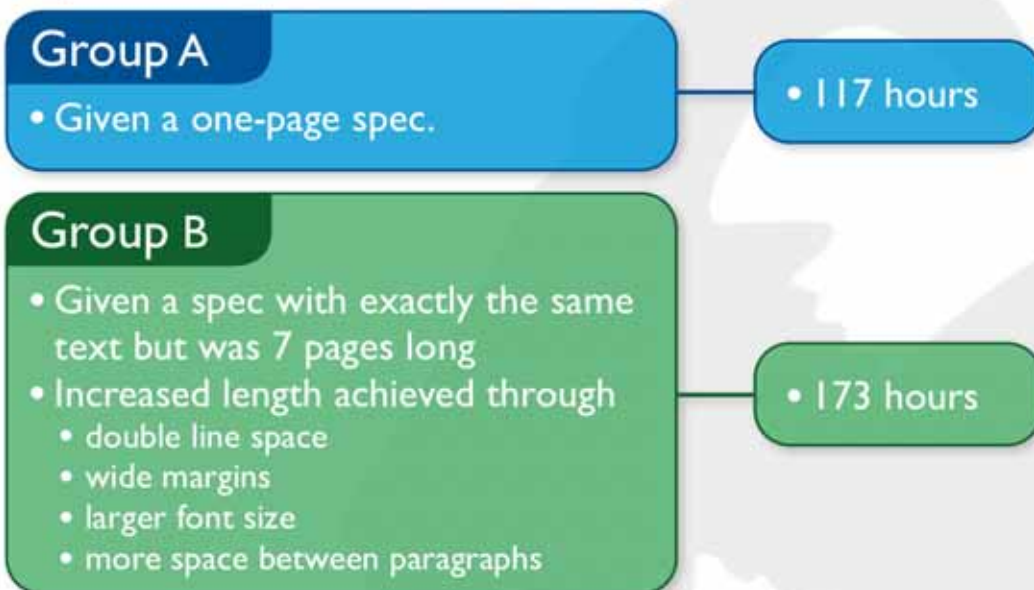 Group A
• Given a one-page spec.
• 117 hours
Group B
• Given a spec with exactly the same
text but was 7 pages long
• Increased length achieved through
• double line space
• wide margins
• larger font size
• more space between paragraphs
• 173 hours